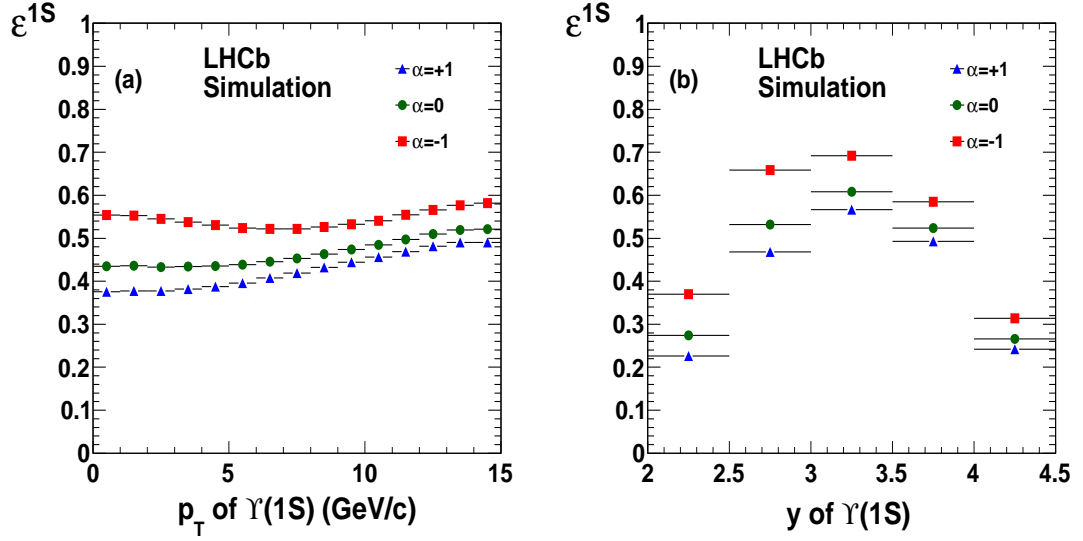 ε1S
1
0.9
0.8
0.7
0.6
0.5
0.4
0.3
0.2
0.1
0
(a)
LHCb
Simulation
α=+1
α=0
α=-1
0 5 10 15
pT of ϒ(1S) (GeV/c)
ε1S
1
0.9
0.8
0.7
0.6
0.5
0.4
0.3
0.2
0.1
0
LHCb
Simulation
(b)
α=+1
α=0
α=-1
2 2.5 3 3.5 4 4.5
y of ϒ(1S)